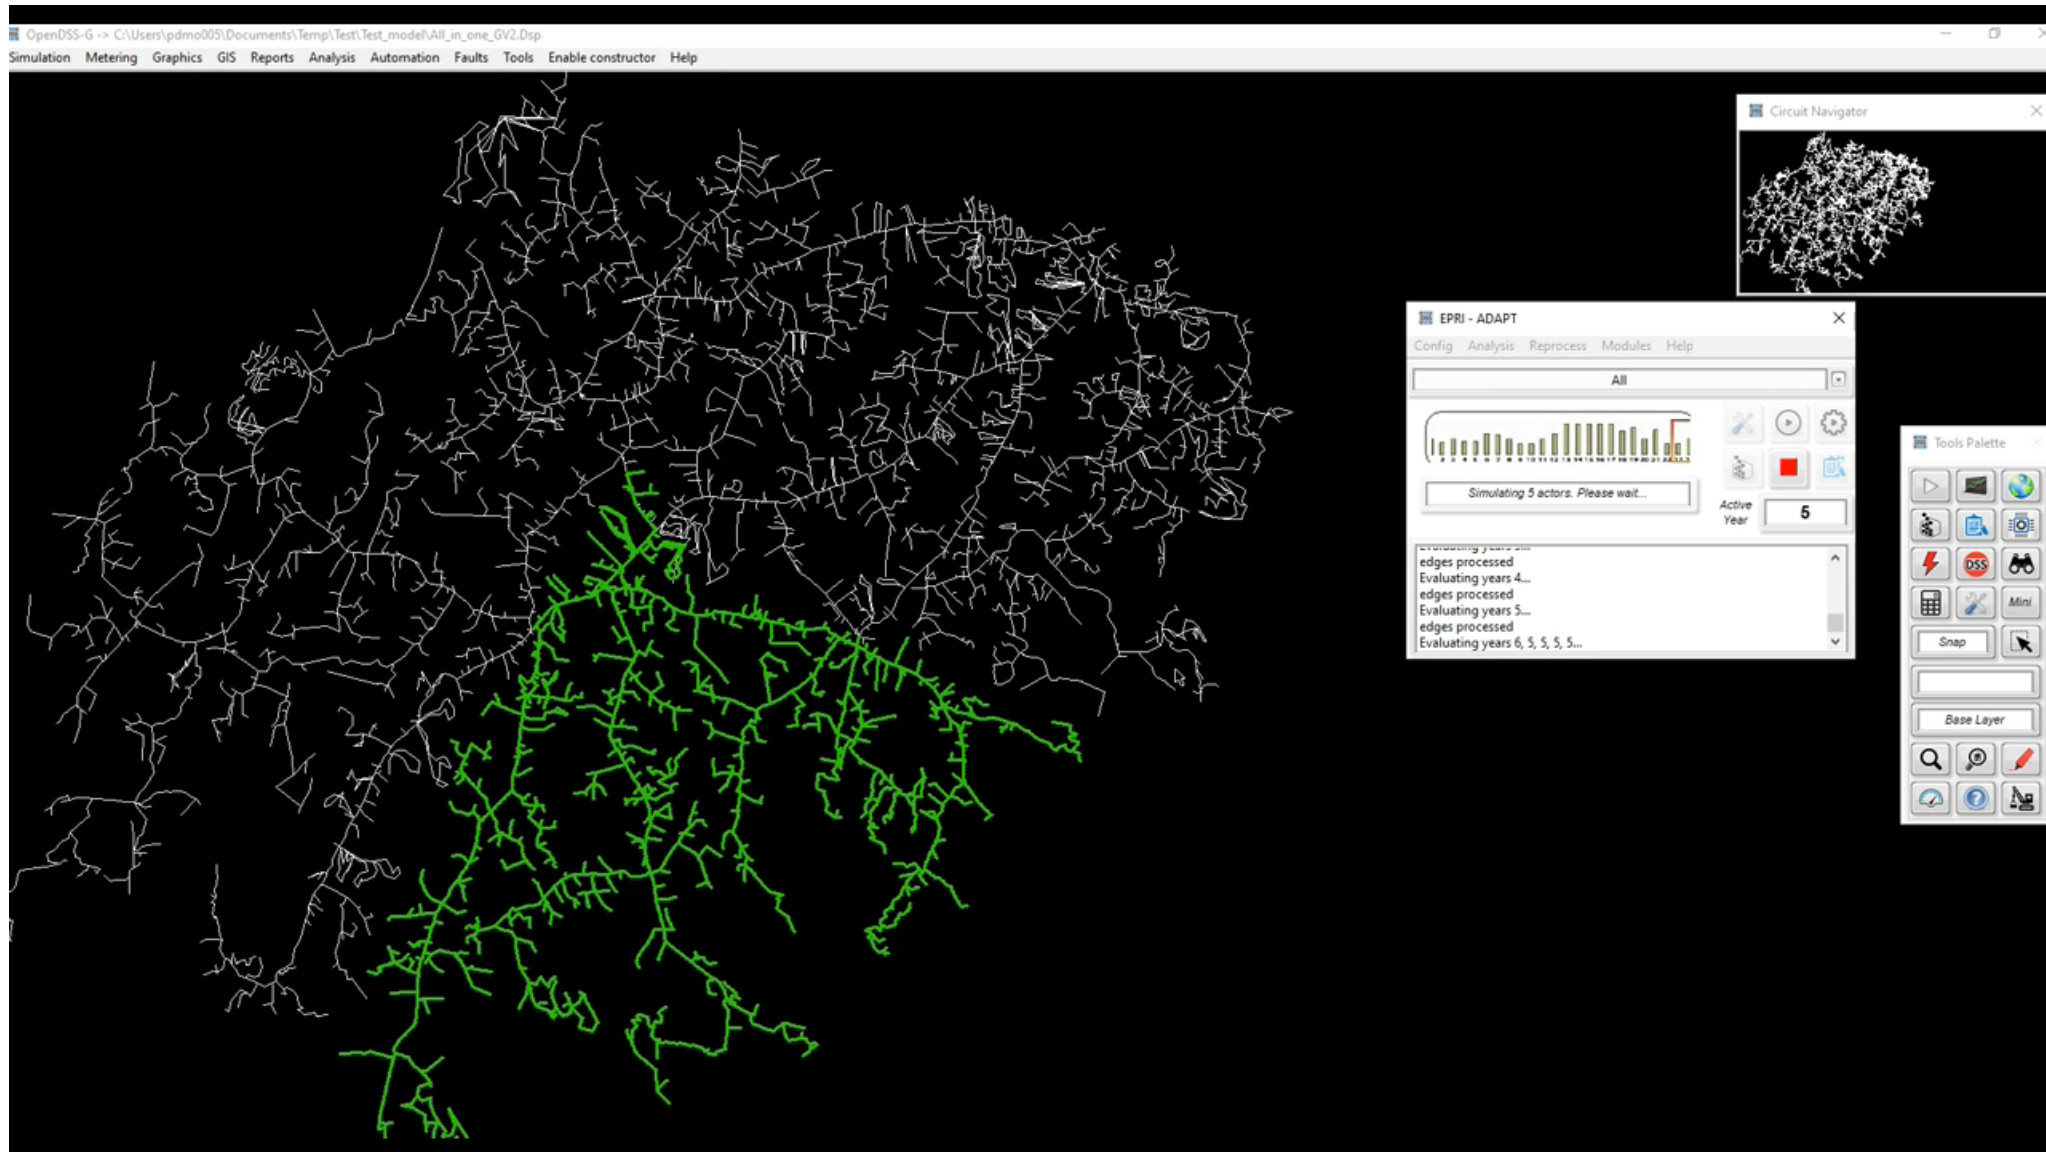 OpenDSS-G -> C:\Users\pdmo005\Documents\Temp\Test\Test_model\All_in_one_GV2.Dsp
Simulation Metering Graphics GIS Reports Analysis Automation Faults Tools Enable constructor Help
Circuit Navigator
EPRI - ADAPT
Config Analysis Reprocess Modules Help
All
Simulating 5 actors. Please wait...
Active
Year
5
edges processed
Evaluating years 4...
edges processed
Evaluating years 5...
edges processed
Evaluating years 6, 5, 5, 5, 5...
Tools Palette
DSS
Mini
Snap
Base Layer